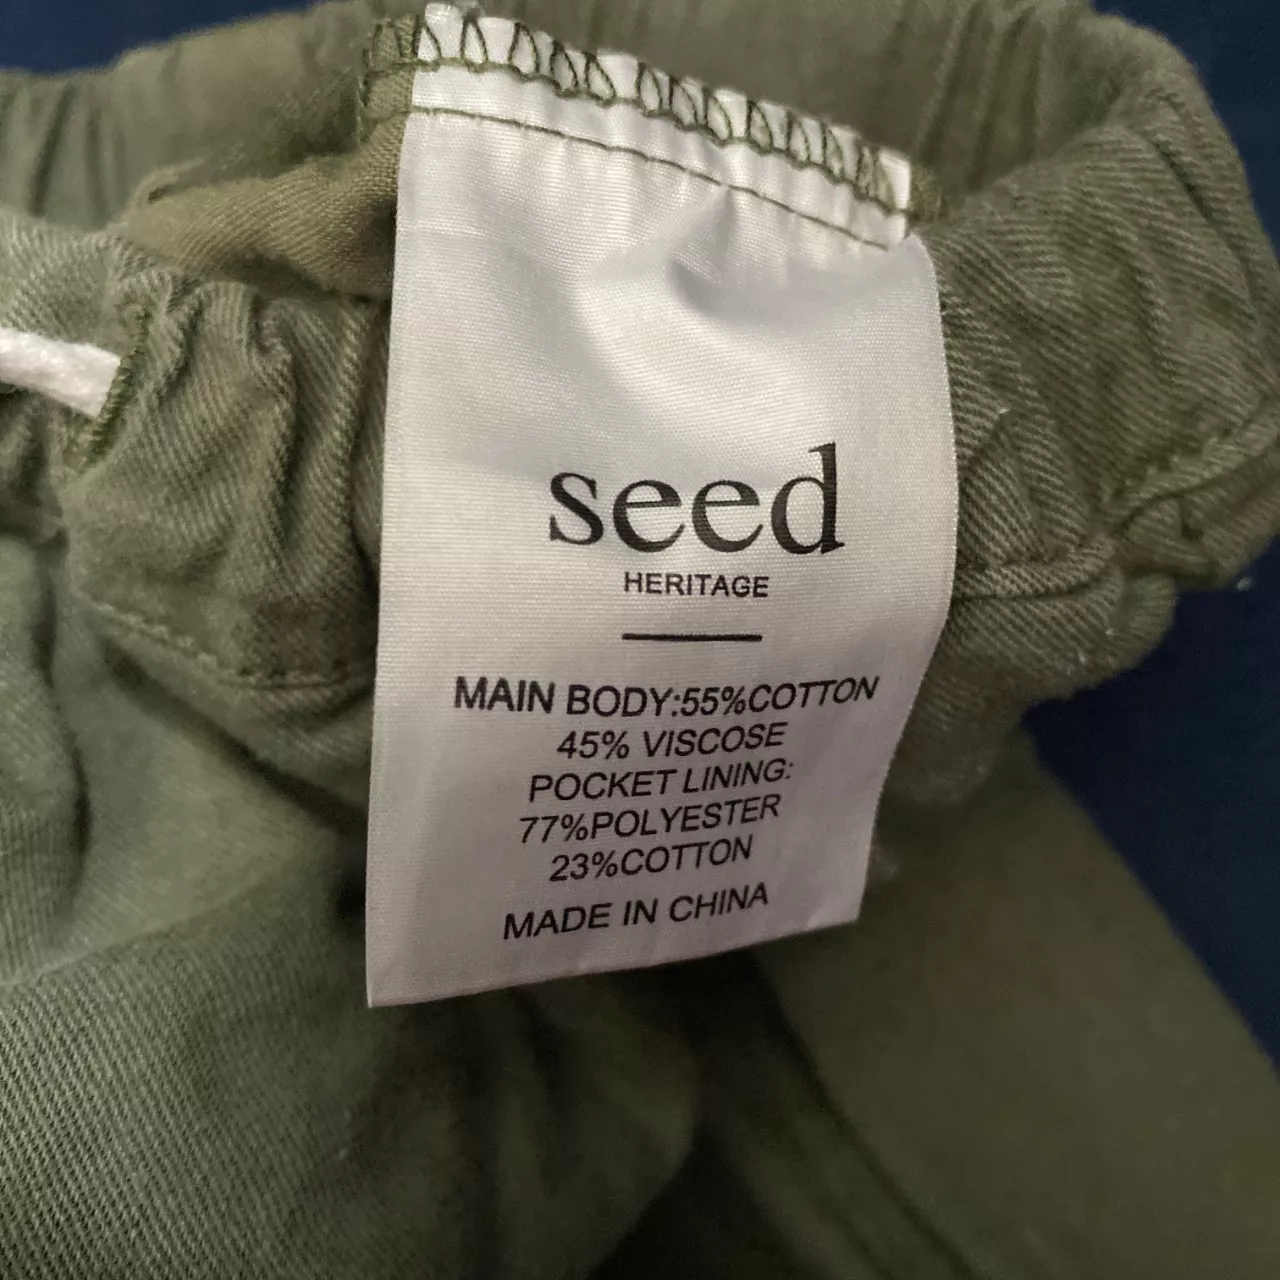 seed
HERITAGE
MAIN BODY:55%COTTON
45% VISCOSE
POCKET LINING:
77%POLYESTER
23%COTTON
MADE IN CHINA